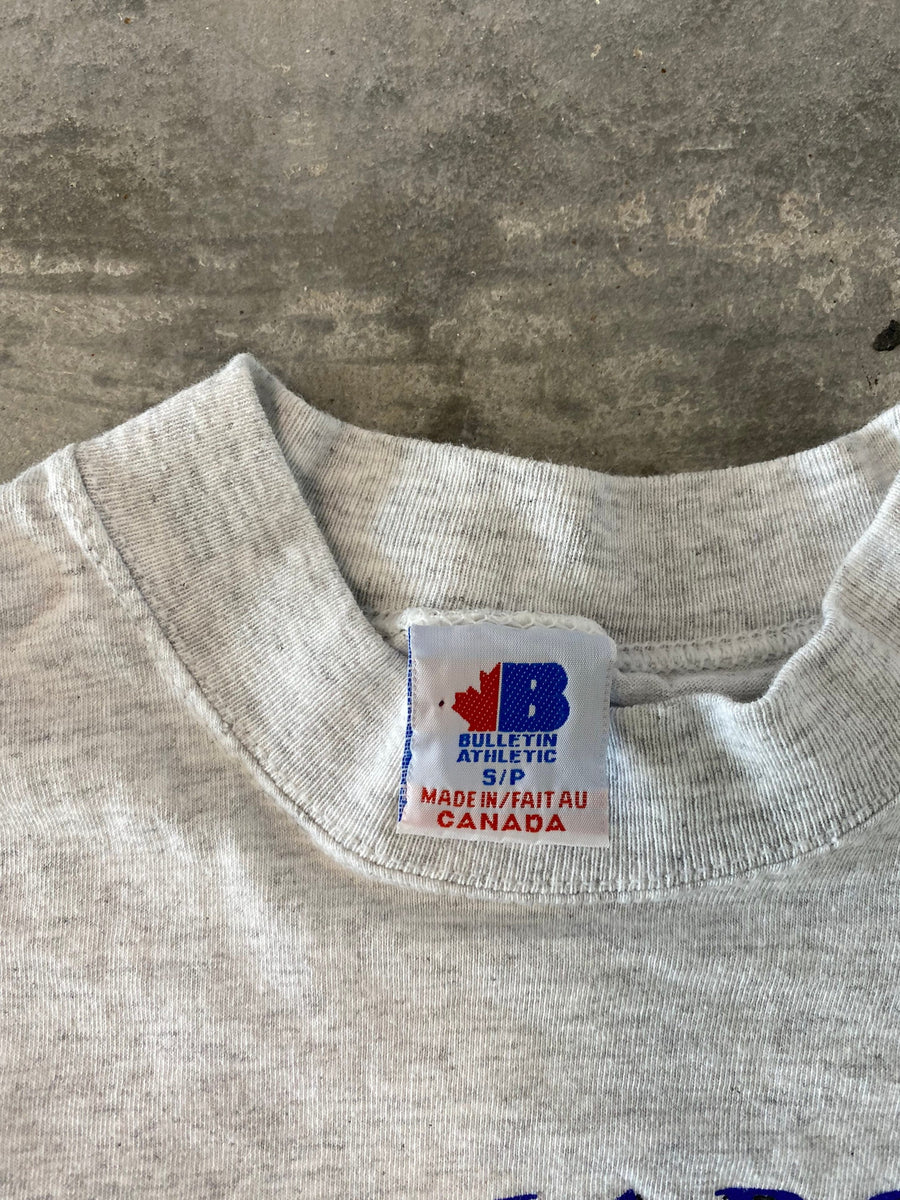 B
BULLETIN
ATHLETIC
S/P
MADE IN/FAIT AU
CANADA